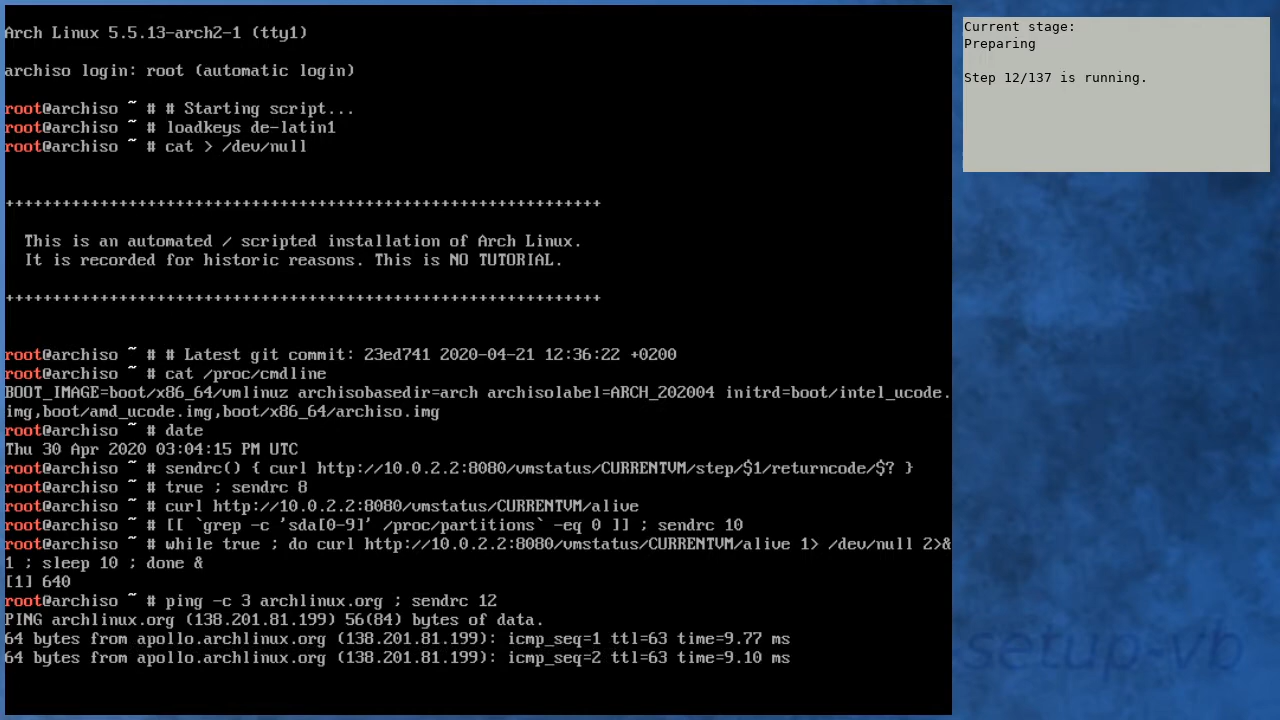 Arch Linux 5.5.13-arch2-1 (tty1)
archiso login: root (automatic login)
root@archiso ~ # # Starting script...
root@archiso ~ # loadkeys de-latin1
root@archiso ~ # cat > /dev/null
+++++++++++++++++++++++++++++++++++++++++++++++++++++++++++++++
This is an automated / scripted installation of Arch Linux.
It is recorded for historic reasons. This is NO TUTORIAL.
+++++++++++++++++++++++++++++++++++++++++++++++++++++++++++++++
root@archiso ~ # # Latest git commit: 23ed741 2020-04-21 12:36:22 +0200
root@archiso ~ # cat /proc/cmdline
BOOT_IMAGE=boot/x86_64/vmlinuz archisobasedir=arch archisolabel=ARCH_202004 initrd=boot/intel_ucode.
img,boot/amd_ucode.img,boot/x86_64/archiso.img
root@archiso ~ # date
Thu 30 Apr 2020 03:04:15 PM UTC
root@archiso ~ # sendrc() { curl http://10.0.2.2:8080/vmstatus/CURRENTVM/step/$1/returncode/$? }
root@archiso ~ # true ; sendrc 8
root@archiso ~ # curl http://10.0.2.2:8080/vmstatus/CURRENTVM/alive
root@archiso ~ # [[ `grep -c 'sda[0-9]' /proc/partitions` -eq 0 ]] ; sendrc 10
root@archiso ~ # while true ; do curl http://10.0.2.2:8080/vmstatus/CURRENTVM/alive 1> /dev/null 2>&
1 ; sleep 10 ; done &
[1] 640
root@archiso ~ # ping -c 3 archlinux.org ; sendrc 12
PING archlinux.org (138.201.81.199) 56(84) bytes of data.
64 bytes from apollo.archlinux.org (138.201.81.199): icmp_seq=1 ttl=63 time=9.77 ms
64 bytes from apollo.archlinux.org (138.201.81.199): icmp_seq=2 ttl=63 time=9.10 ms
Current stage:
Preparing
Step 12/137 is running.
setup-vb